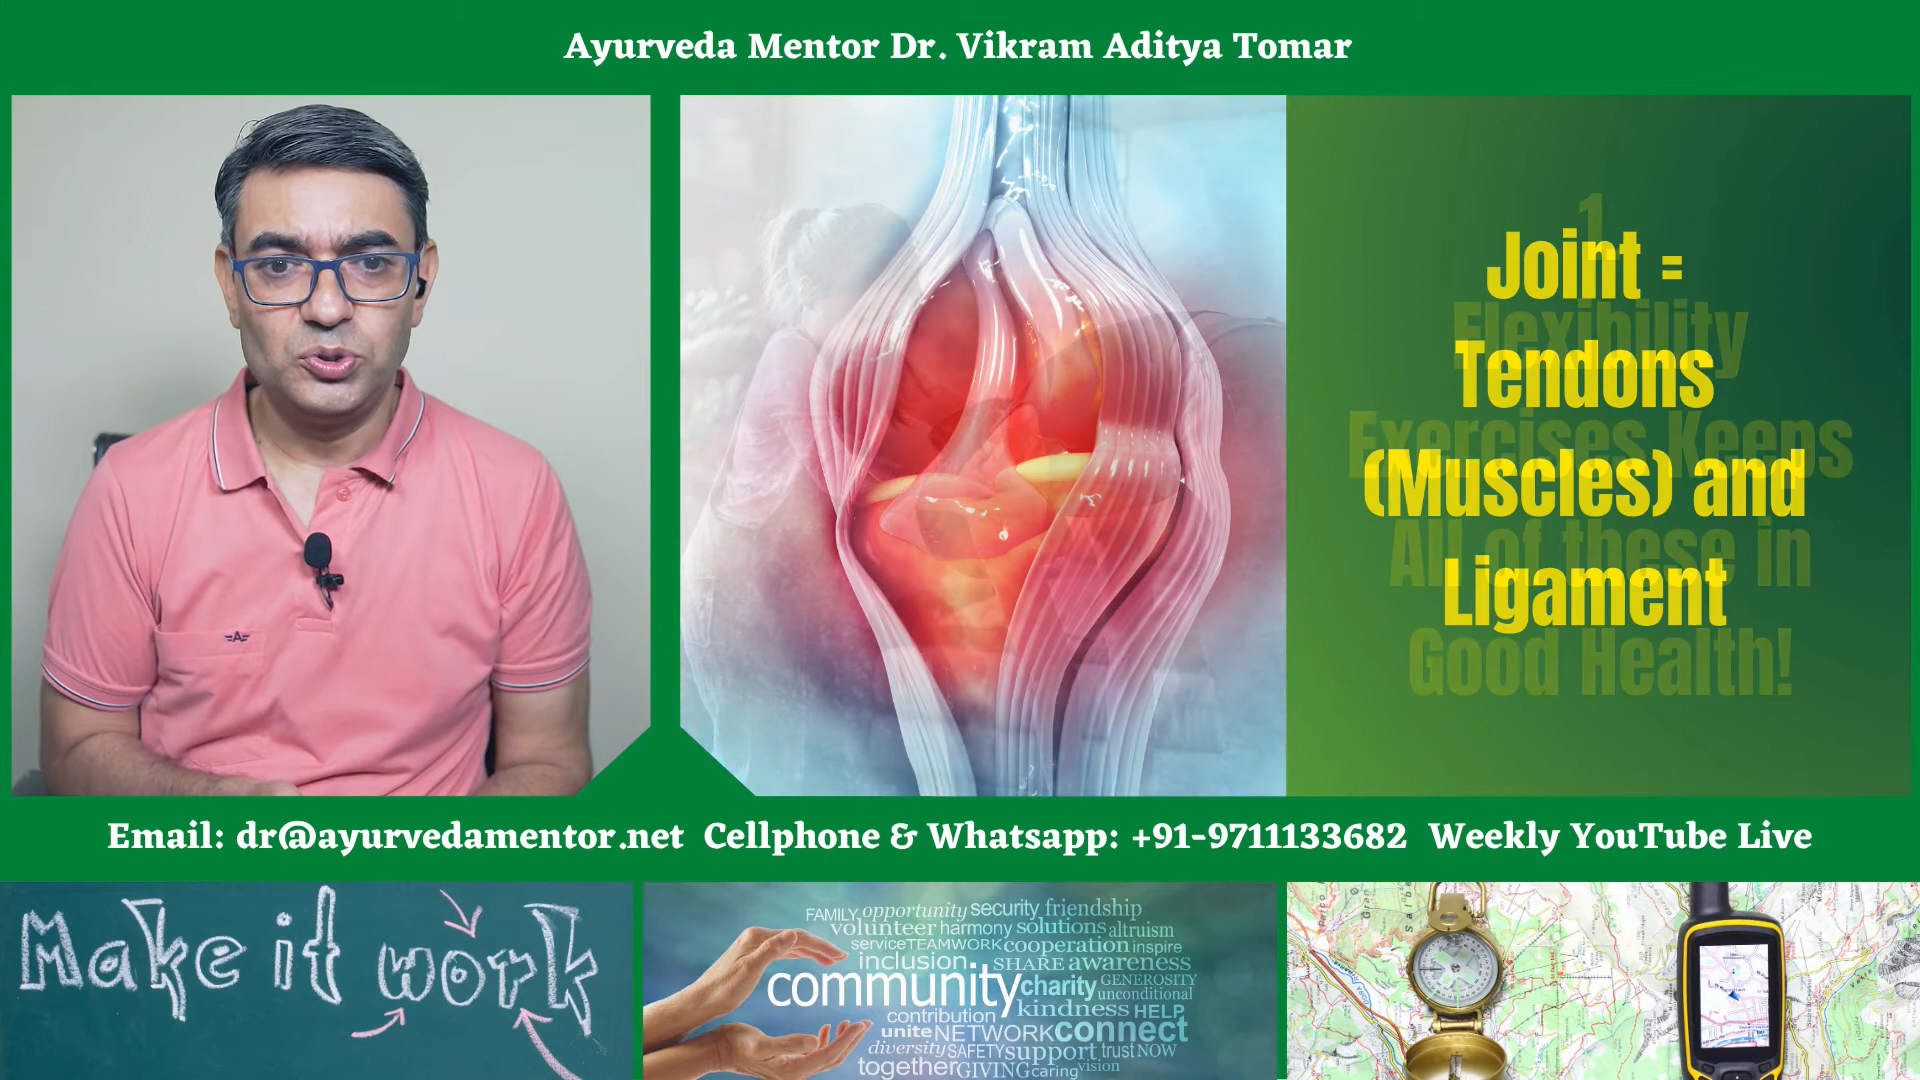 Ayurveda Mentor Dr. Vikram Aditya Tomar
1
Joint =
Flexibility
Tendons
Exercises Keeps
(Muscles) and
All of these in
Ligament
Good Health!
Email: dr@ayurvedamentor.net Cellphone & Whatsapp: +91-9711133682 Weekly YouTube Live
Make it work
FAMILY opportunity security friendship
volunteer harmony solutions altruism
service TEAMWORK cooperation inspire
inclusion SHARE awareness
community charity GENEROSITY
unconditional
contribution kindness HELP
unite NETWORK connect
diversity SAFETY support trust NOW
together GIVING caring vision